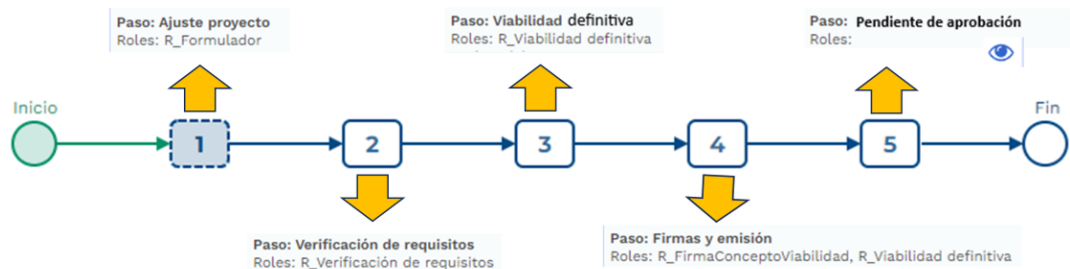 Paso: Ajuste proyecto
Roles: R_Formulador
Paso: Viabilidad definitiva
Roles: R_Viabilidad definitiva
Paso: Pendiente de aprobación
Roles:
Inicio
Fin
1
2
3
4
5
Paso: Verificación de requisitos
Roles: R_Verificación de requisitos
Paso: Firmas y emisión
Roles: R_FirmaConceptoViabilidad, R_Viabilidad definitiva